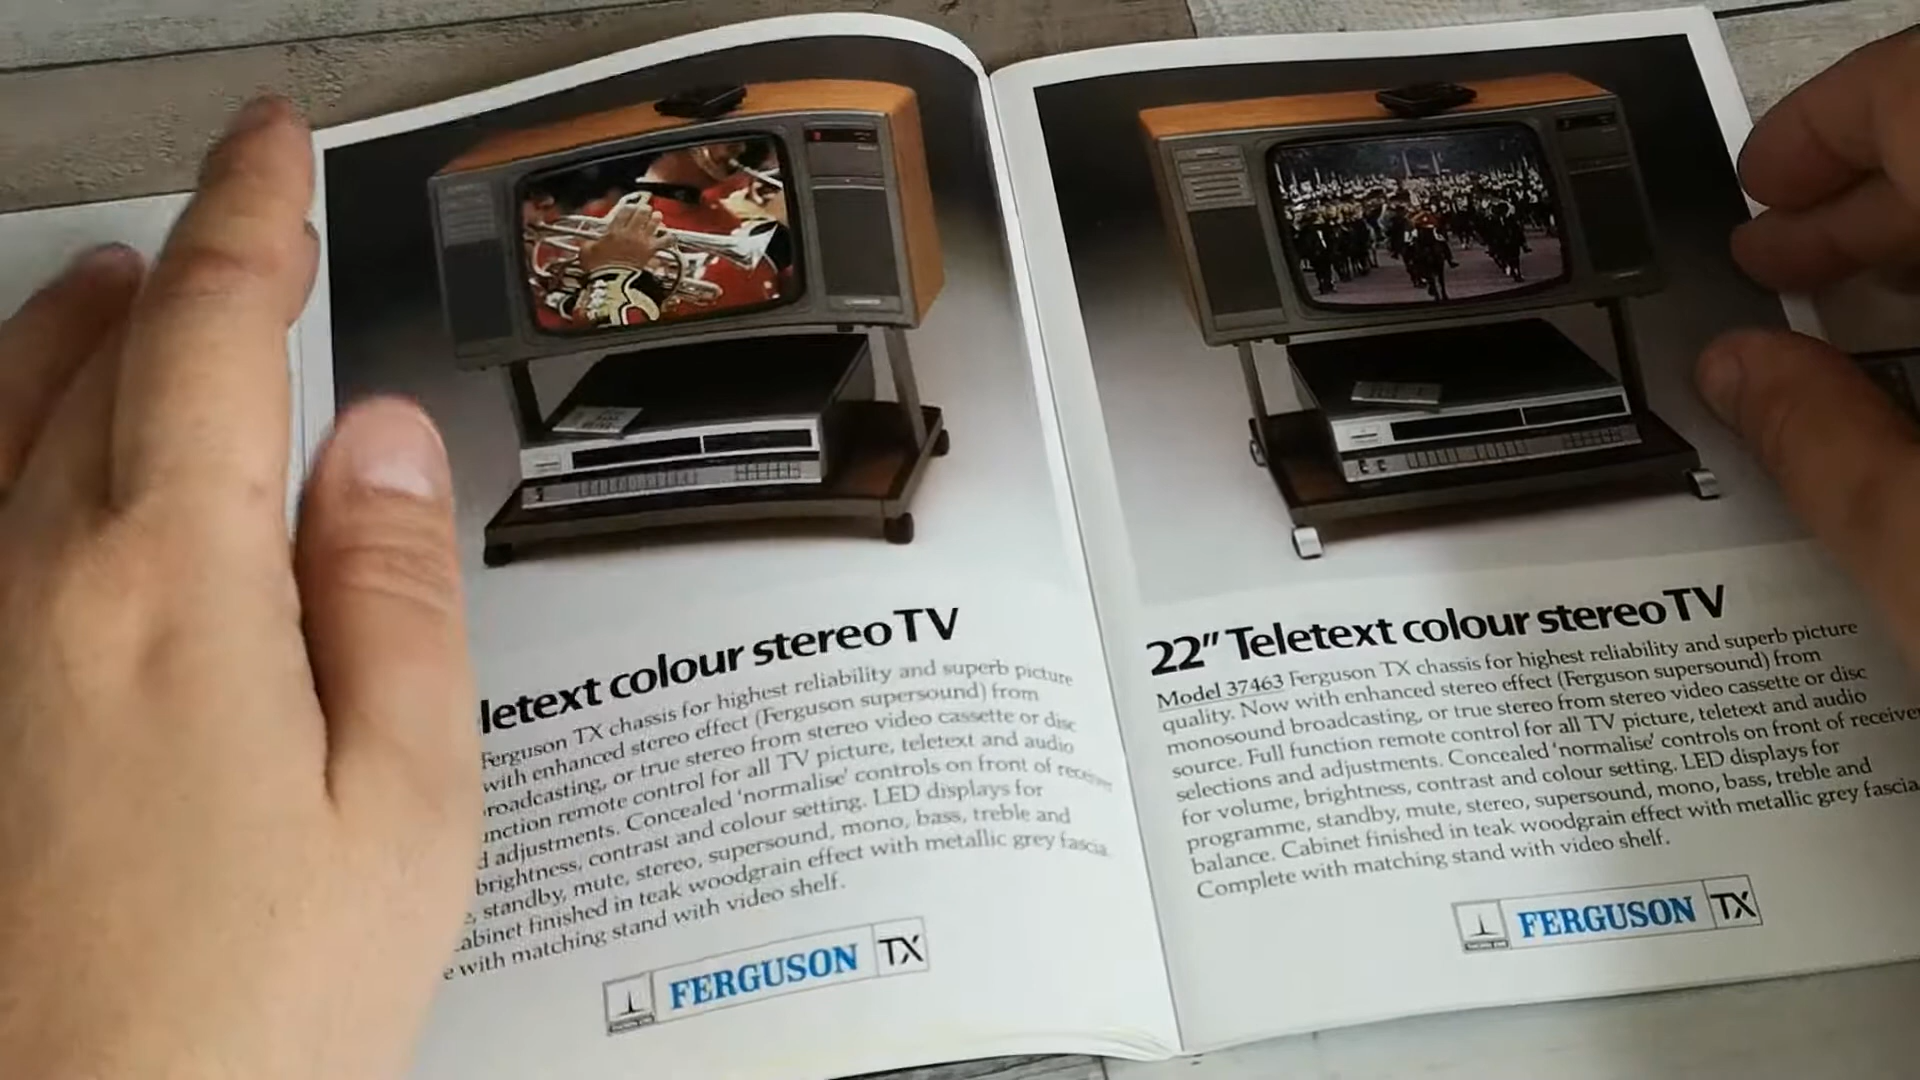 letext colour stereo TV
Ferguson TX chassis for highest reliability and superb picture
with enhanced stereo effect (Ferguson supersound) from
roadcasting, or true stereo from stereo video cassette or disc
unction remote control for all TV picture, teletext and audio
d adjustments. Concealed 'normalise' controls on front of receiver
brightness, contrast and colour setting. LED displays for
e, standby, mute, stereo, supersound, mono, bass, treble and
abinet finished in teak woodgrain effect with metallic grey fascia.
e with matching stand with video shelf.
FERGUSON TX
22" Teletext colour stereo TV
Model 37463 Ferguson TX chassis for highest reliability and superb picture
quality. Now with enhanced stereo effect (Ferguson supersound) from
monosound broadcasting, or true stereo from stereo video cassette or disc
source. Full function remote control for all TV picture, teletext and audio
selections and adjustments. Concealed 'normalise' controls on front of receiver
for volume, brightness, contrast and colour setting. LED displays for
programme, standby, mute, stereo, supersound, mono, bass, treble and
balance. Cabinet finished in teak woodgrain effect with metallic grey fascia.
Complete with matching stand with video shelf.
FERGUSON TX